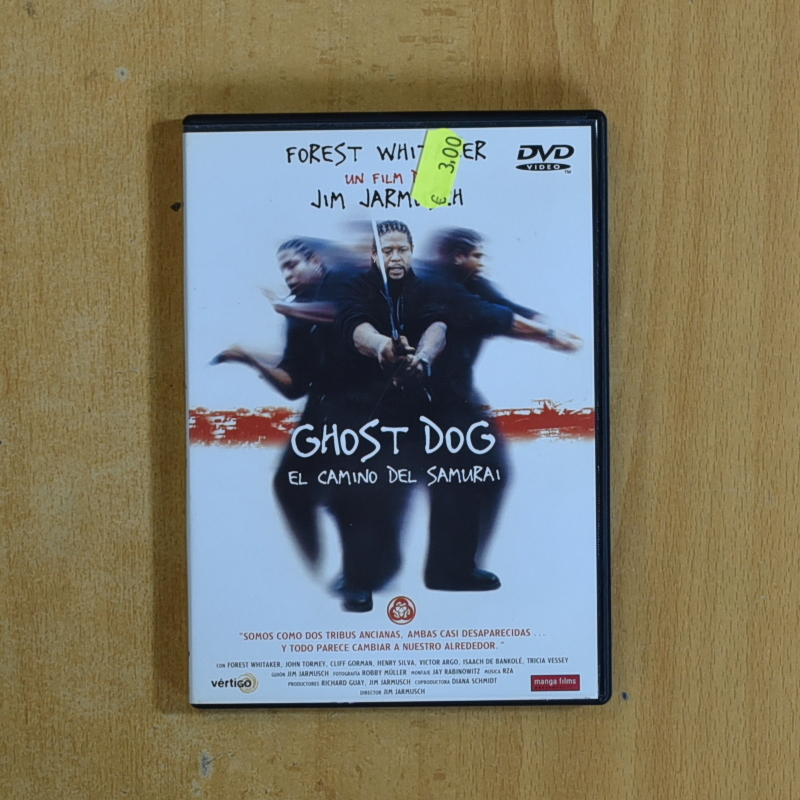 FOREST WHIT ER
DVD
VIDEO
TM
€ 3.00
UN FILM D
JIM JARMUSCH
GHOST DOG
EL CAMINO DEL SAMURAI
"SOMOS COMO DOS TRIBUS ANCIANAS, AMBAS CASI DESAPARECIDAS ...
Y TODO PARECE CAMBIAR A NUESTRO ALREDEDOR."
CON FOREST WHITAKER, JOHN TORMEY, CLIFF GORMAN, HENRY SILVA, VICTOR ARGO, ISAACH DE BANKOLÉ, TRICIA VESSEY
GUIÓN JIM JARMUSCH FOTOGRAFÍA ROBBY MÜLLER MONTAJE JAY RABINOWITZ MÚSICA RZA
PRODUCTORES RICHARD GUAY, JIM JARMUSCH COPRODUCTORA DIANA SCHMIDT
DIRECTOR JIM JARMUSCH
vértigo
manga films